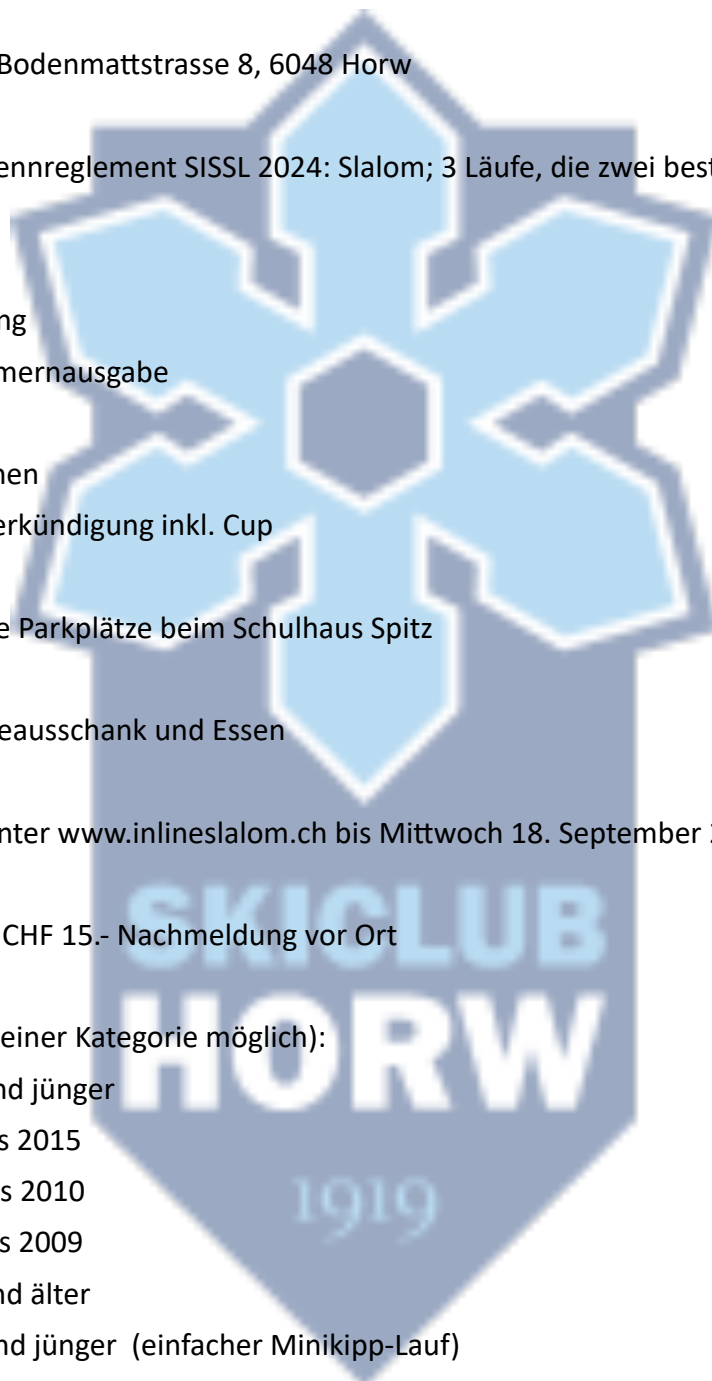 Bodenmattstrasse 8, 6048 Horw
ennreglement SISSL 2024: Slalom; 3 Läufe, die zwei best
ng
mernausgabe
nen
erkündigung inkl. Cup
e Parkplätze beim Schulhaus Spitz
eausschank und Essen
nter www.inlineslalom.ch bis Mittwoch 18. September
CHF 15.- Nachmeldung vor Ort
SKICLUB
einer Kategorie möglich):
HORW
nd jünger
s 2015
s 2010
1919
s 2009
nd älter
nd jünger (einfacher Minikipp-Lauf)